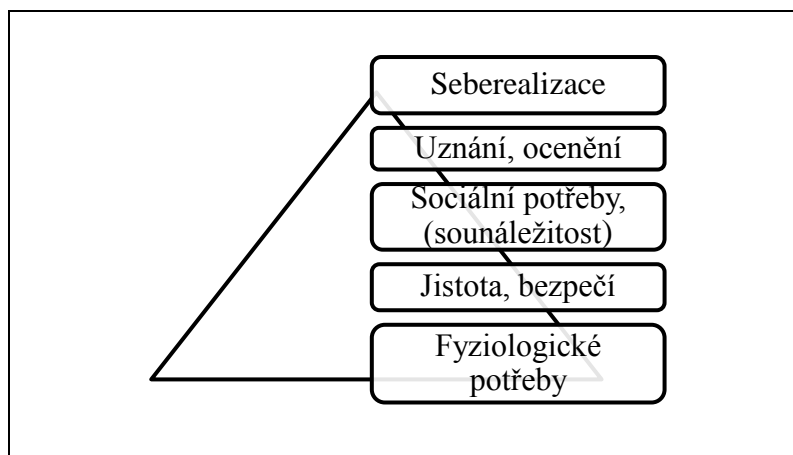 Seberealizace
Uznání, ocenění
Sociální potřeby,
(sounáležitost)
Jistota, bezpečí
Fyziologické
potřeby